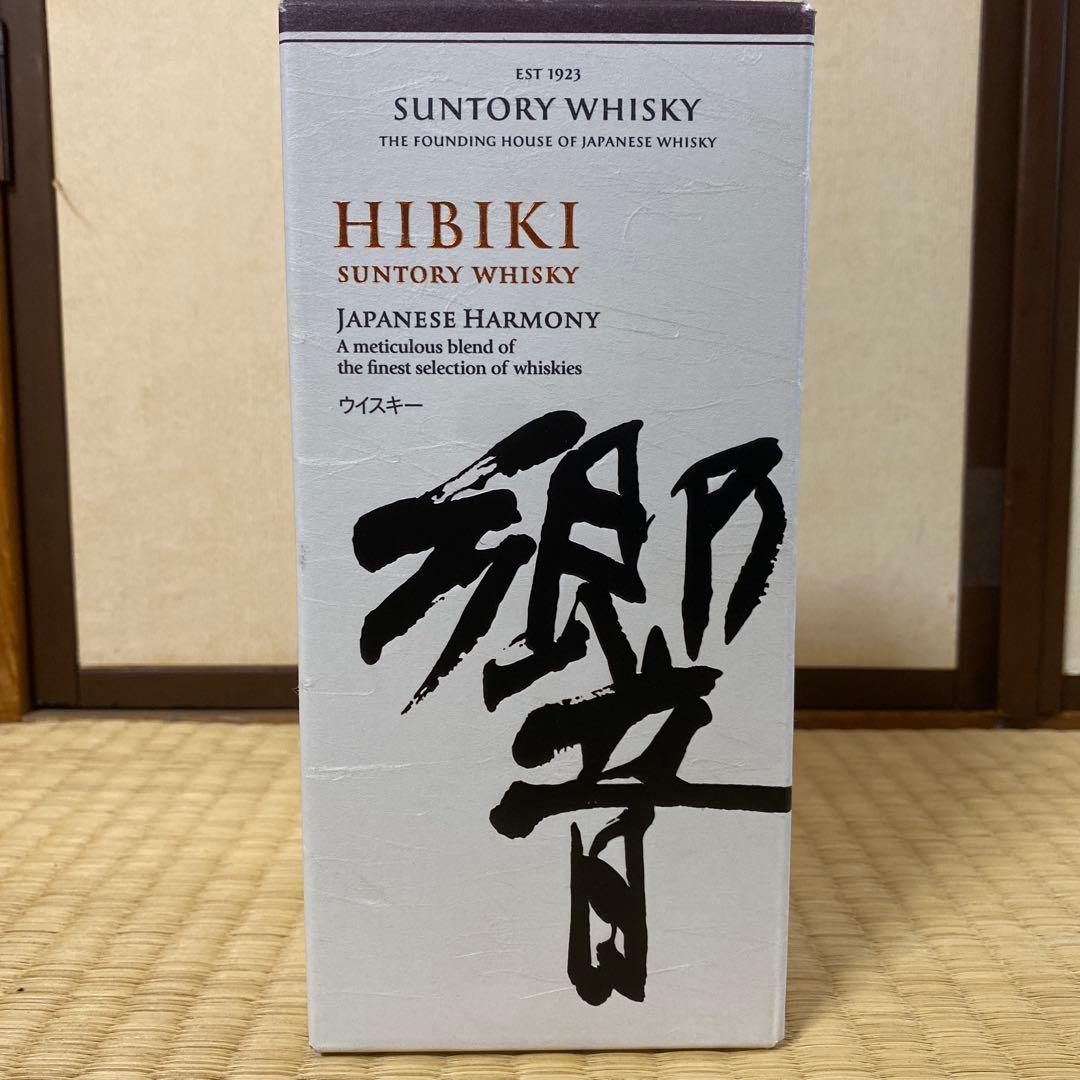 EST 1923
SUNTORY WHISKY
THE FOUNDING HOUSE OF JAPANESE WHISKY
HIBIKI
SUNTORY WHISKY
JAPANESE HARMONY
A meticulous blend of
the finest selection of whiskies
ウイスキー
響